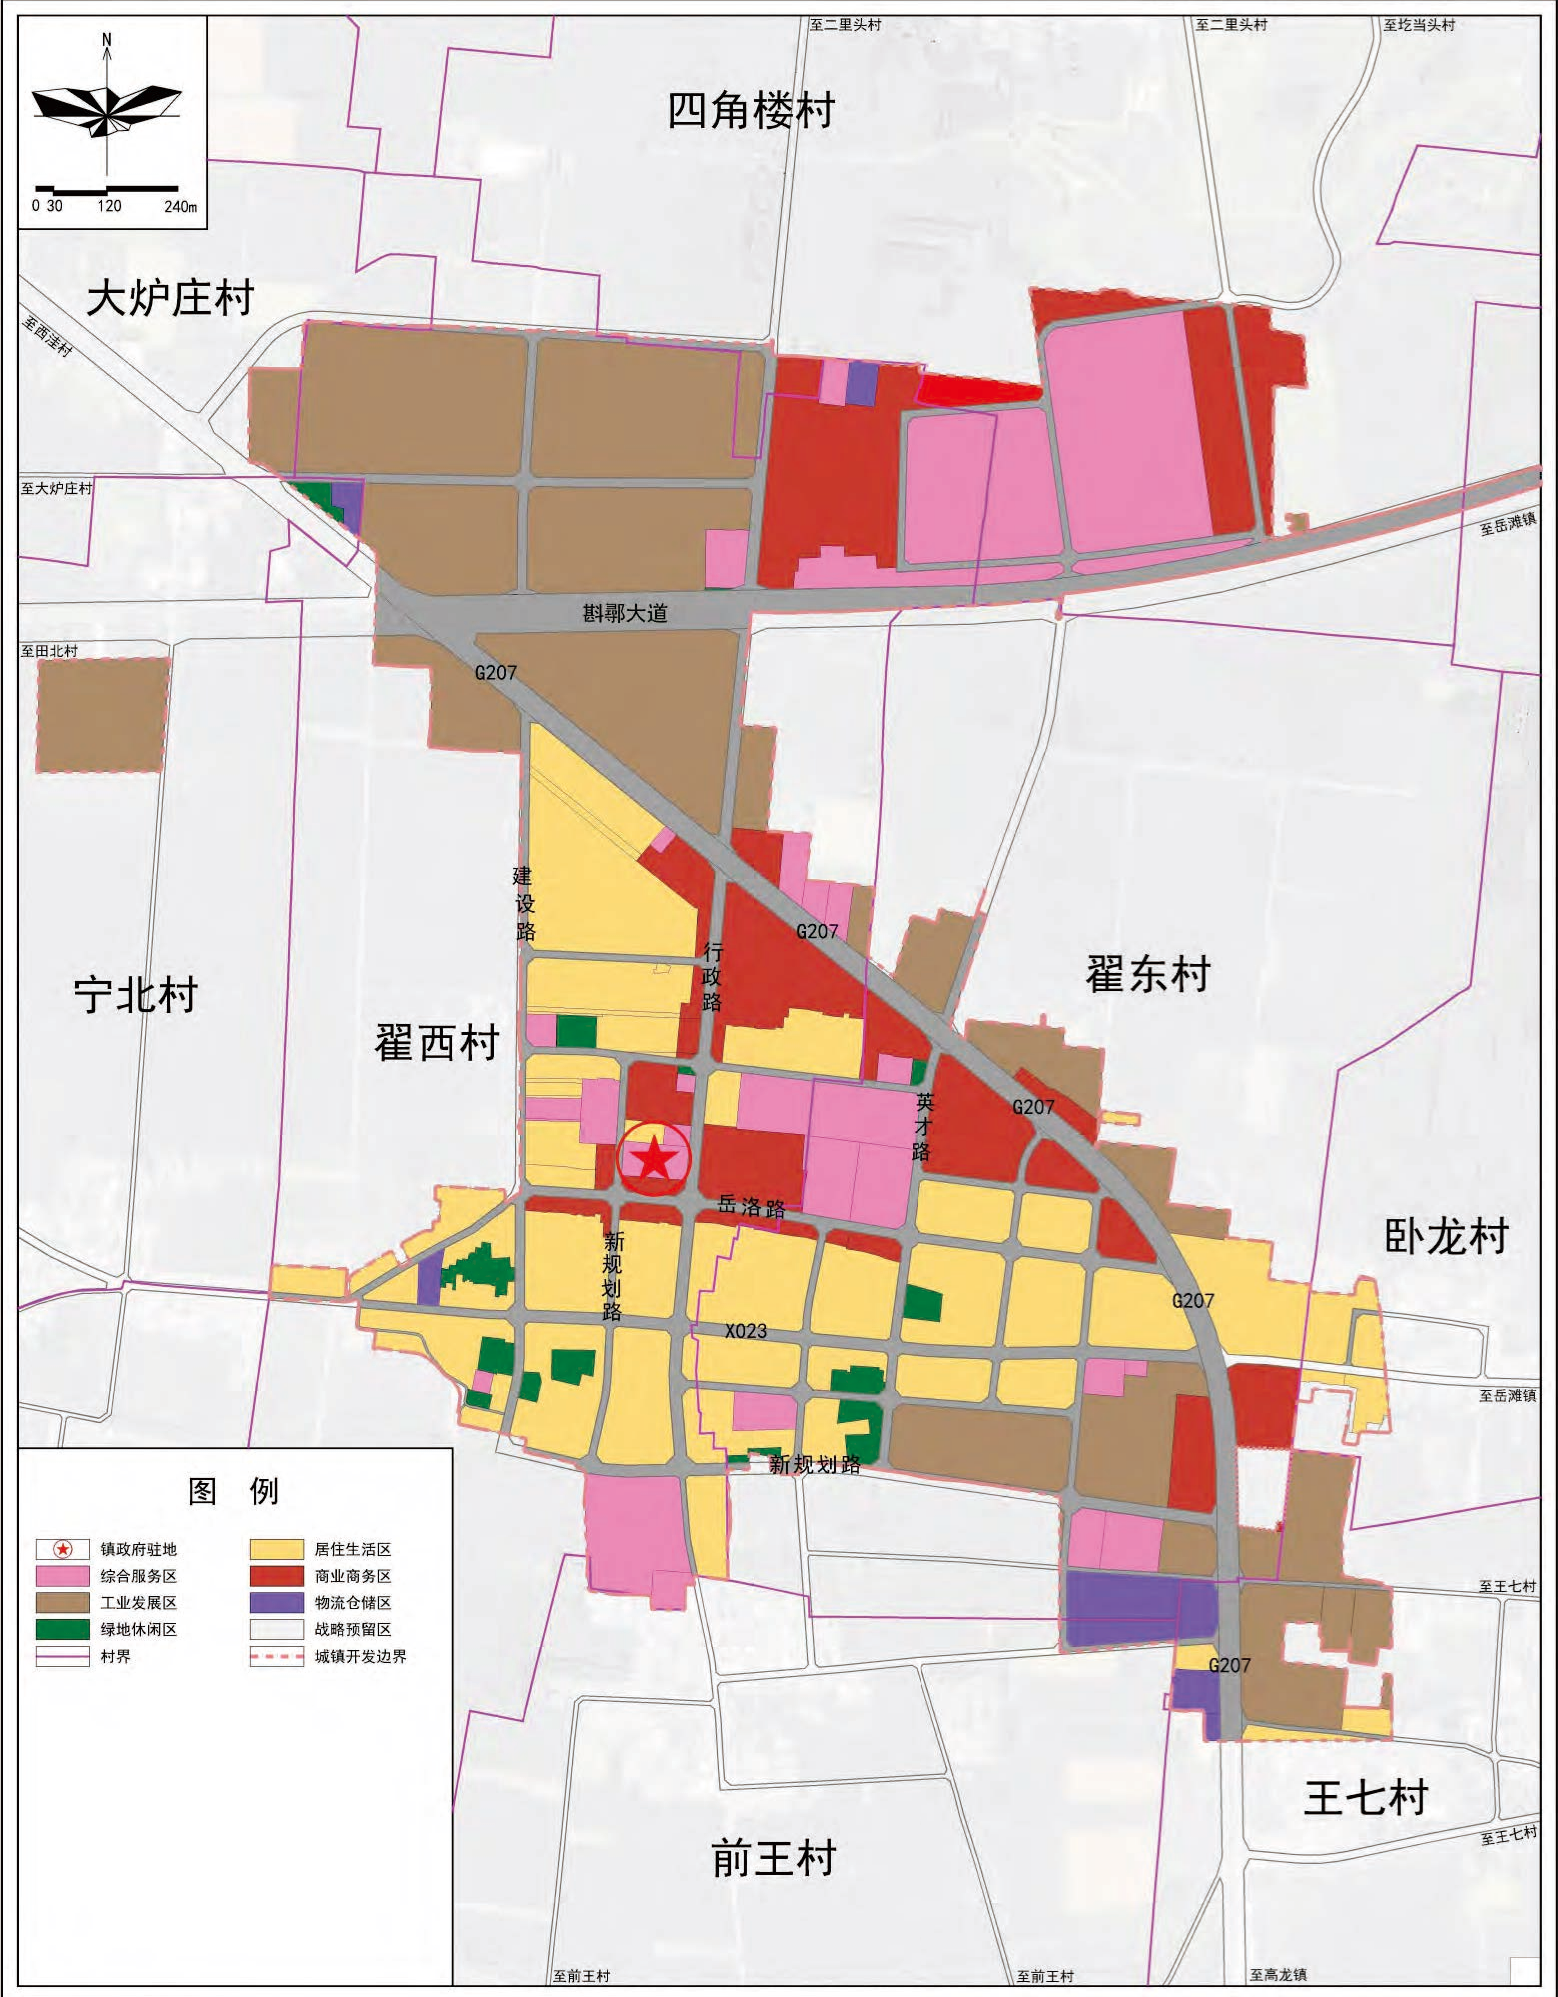 至二里头村
至二里头村
至圪当头村
N
0 30 120 240m
四角楼村
大炉庄村
至西洼村
至大炉庄村
至岳滩镇
斟鄩大道
至田北村
G207
建设路
G207
行政路
宁北村
翟西村
翟东村
英才路
G207
岳洛路
新规划路
卧龙村
G207
X023
至岳滩镇
新规划路
图 例
镇政府驻地
居住生活区
综合服务区
商业商务区
工业发展区
物流仓储区
绿地休闲区
战略预留区
村界
城镇开发边界
至王七村
G207
王七村
至王七村
前王村
至前王村
至前王村
至高龙镇